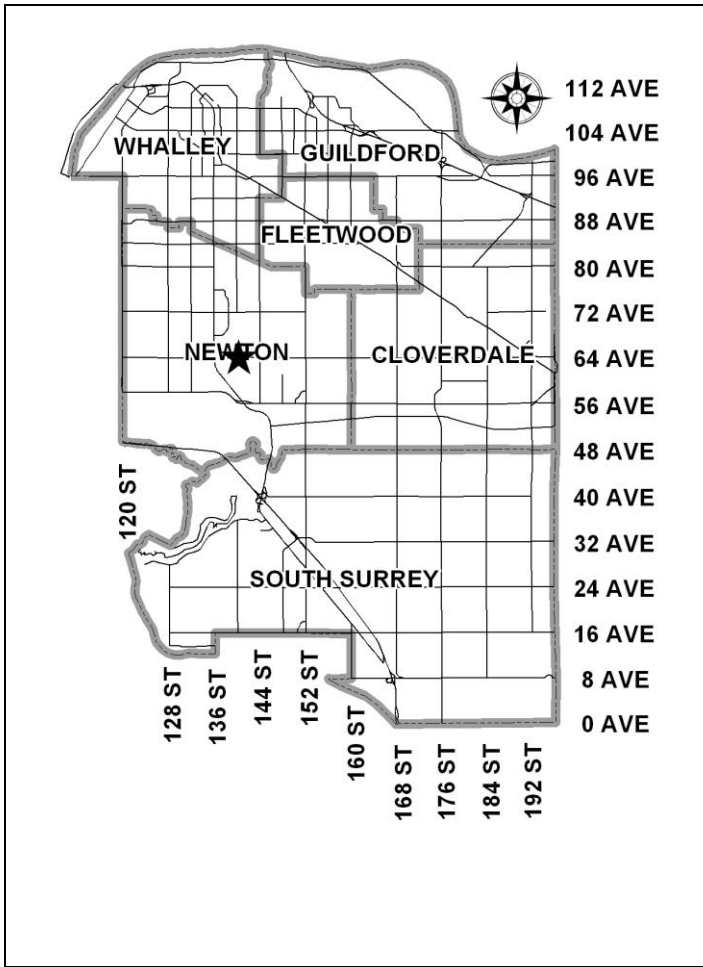 112 AVE
104 AVE
WHALLEY
GUILDFORD
96 AVE
88 AVE
FLEETWOOD
80 AVE
72 AVE
NEWTON
CLOVERDALE
64 AVE
56 AVE
48 AVE
120 ST
40 AVE
32 AVE
SOUTH SURREY
24 AVE
16 AVE
128 ST
136 ST
144 ST
152 ST
160 ST
8 AVE
0 AVE
168 ST
176 ST
184 ST
192 ST